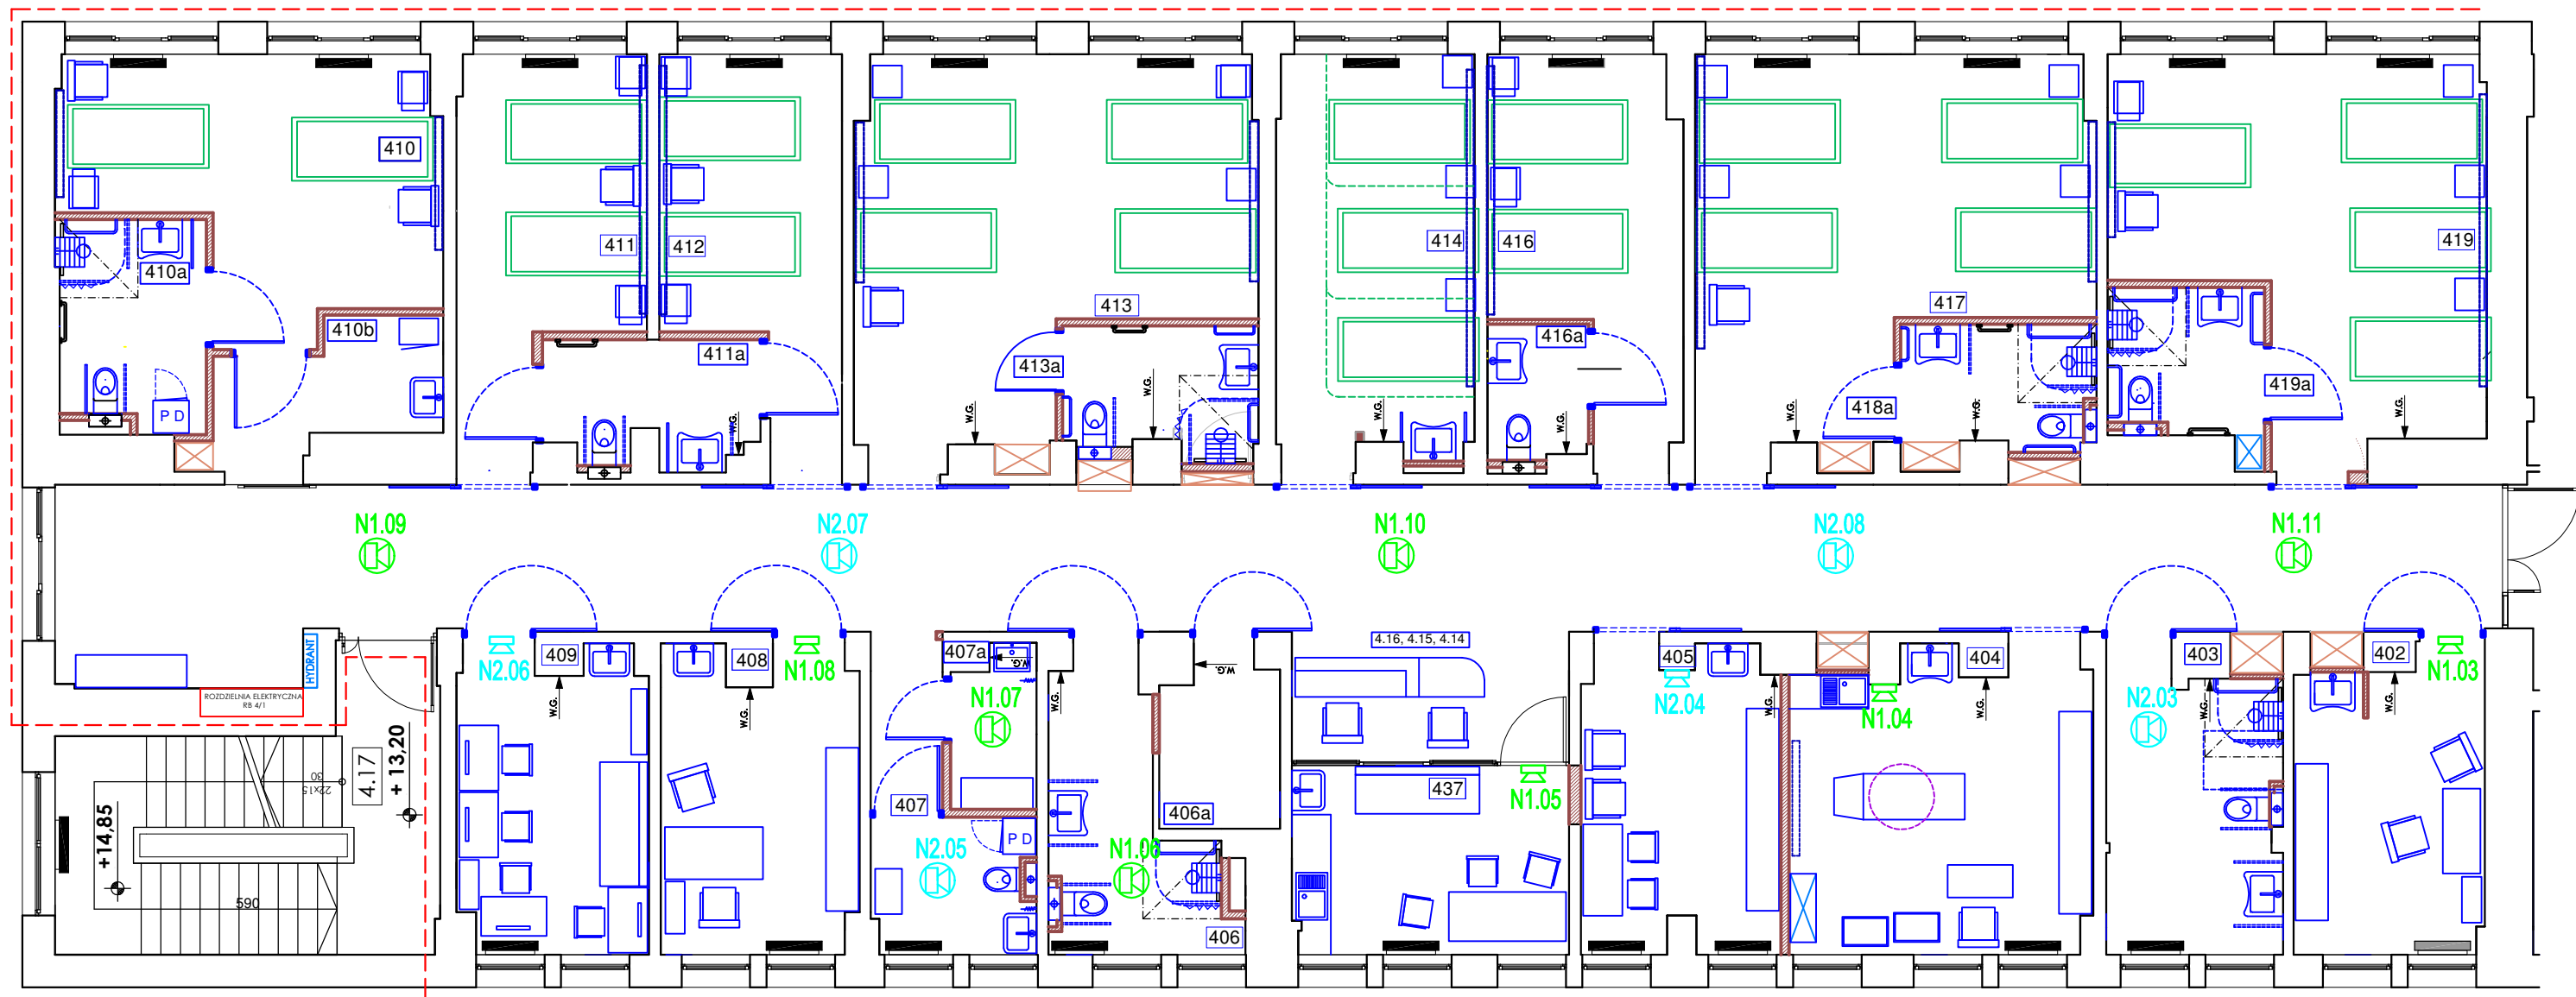 410
410a
410b
P D
411
412
411a
W.G.
413
413a
W.G.
W.G.
414
W.G.
416
416a
W.G.
417
418a
W.G.
W.G.
419
419a
W.G.
N1.09
N2.07
N1.10
N2.08
N1.11
HYDRANT
ROZDZIELNIA ELEKTRYCZNA
RB 4/1
4.17
+ 13,20
+14,85
30
22x15
590
N2.06
409
W.G.
408
W.G.
N1.08
407a
W.G.
N1.07
407
P D
N2.05
W.G.
W.G.
406a
N1.06
406
4.16, 4.15, 4.14
437
N1.05
405
N2.04
W.G.
404
N1.04
W.G.
403
N2.03
W.G.
402
W.G.
N1.03